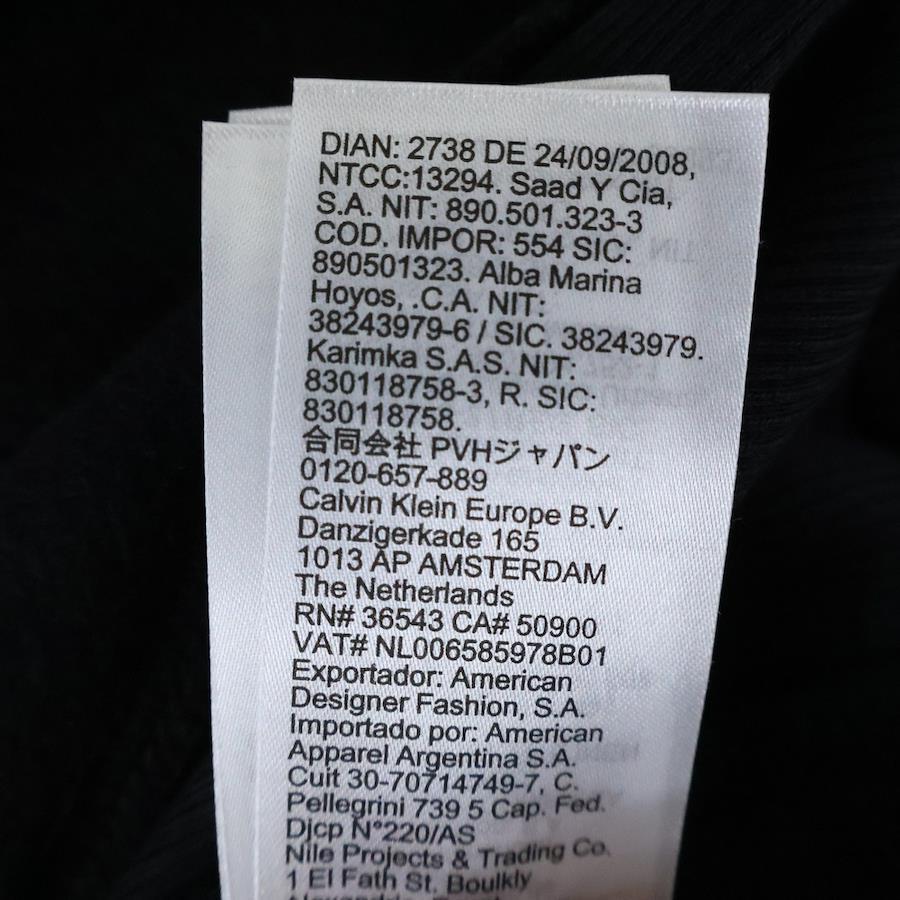 DIAN: 2738 DE 24/09/2008,
NTCC:13294. Saad Y Cia,
S.A. NIT: 890.501.323-3
COD. IMPOR: 554 SIC:
890501323. Alba Marina
Hoyos, .C.A. NIT:
38243979-6 / SIC. 38243979.
Karimka S.A.S. NIT:
830118758-3, R. SIC:
830118758.
合同会社 PVHジャパン
0120-657-889
Calvin Klein Europe B.V.
Danzigerkade 165
1013 AP AMSTERDAM
The Netherlands
RN# 36543 CA# 50900
VAT# NL006585978B01
Exportador: American
Designer Fashion, S.A.
Importado por: American
Apparel Argentina S.A.
Cuit 30-70714749-7, C.
Pellegrini 739 5 Cap. Fed.
Djcp N°220/AS
Nile Projects & Trading Co.
1 El Fath St. Boulkly